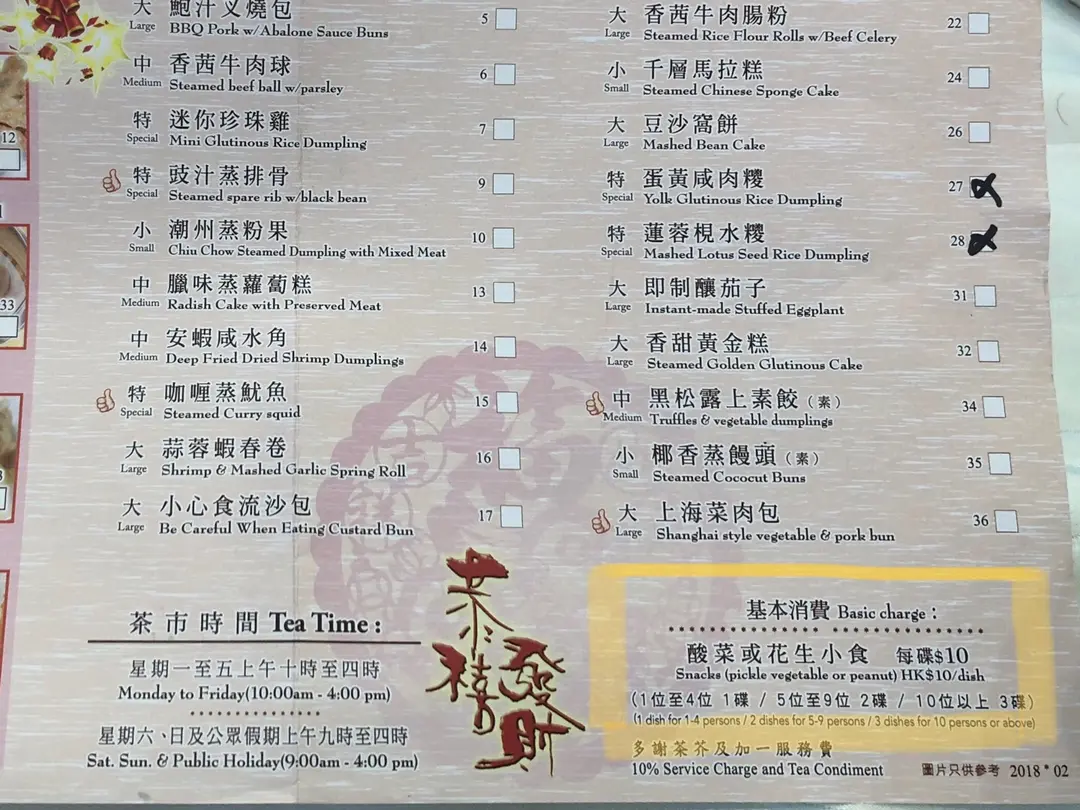 大 鮑汁叉燒包 5
Large BBQ Pork w/Abalone Sauce Buns
中 香茜牛肉球 6
Medium Steamed beef ball w/parsley
特 迷你珍珠雞 7
Special Mini Glutinous Rice Dumpling
特 豉汁蒸排骨 9
Special Steamed spare rib w/black bean
小 潮州蒸粉果 10
Small Chiu Chow Steamed Dumpling with Mixed Meat
中 臘味蒸蘿蔔糕 13
Medium Radish Cake with Preserved Meat
中 安蝦咸水角 14
Medium Deep Fried Dried Shrimp Dumplings
特 咖喱蒸魷魚 15
Special Steamed Curry squid
大 蒜蓉蝦春卷 16
Large Shrimp & Mashed Garlic Spring Roll
大 小心食流沙包 17
Large Be Careful When Eating Custard Bun
大 香茜牛肉腸粉 22
Large Steamed Rice Flour Rolls w/Beef Celery
小 千層馬拉糕 24
Small Steamed Chinese Sponge Cake
大 豆沙窩餅 26
Large Mashed Bean Cake
特 蛋黃咸肉糉 27
Special Yolk Glutinous Rice Dumpling
特 蓮蓉梘水糉 28
Special Mashed Lotus Seed Rice Dumpling
大 即制釀茄子 31
Large Instant-made Stuffed Eggplant
大 香甜黃金糕 32
Large Steamed Golden Glutinous Cake
中 黑松露上素餃（素） 34
Medium Truffles & vegetable dumplings
小 椰香蒸饅頭（素） 35
Small Steamed Cococut Buns
大 上海菜肉包 36
Large Shanghai style vegetable & pork bun
12
33
茶市時間 Tea Time :
星期一至五上午十時至四時
Monday to Friday(10:00am - 4:00 pm)
星期六、日及公眾假期上午九時至四時
Sat. Sun. & Public Holiday(9:00am - 4:00 pm)
恭禧發財
基本消費 Basic charge :
酸菜或花生小食 每碟$10
Snacks (pickle vegetable or peanut) HK$10/dish
(1位至4位 1碟 / 5位至9位 2碟 / 10位以上 3碟)
(1 dish for 1-4 persons / 2 dishes for 5-9 persons / 3 dishes for 10 persons or above)
多謝茶芥及加一服務費
10% Service Charge and Tea Condiment
圖片只供參考 2018 * 02